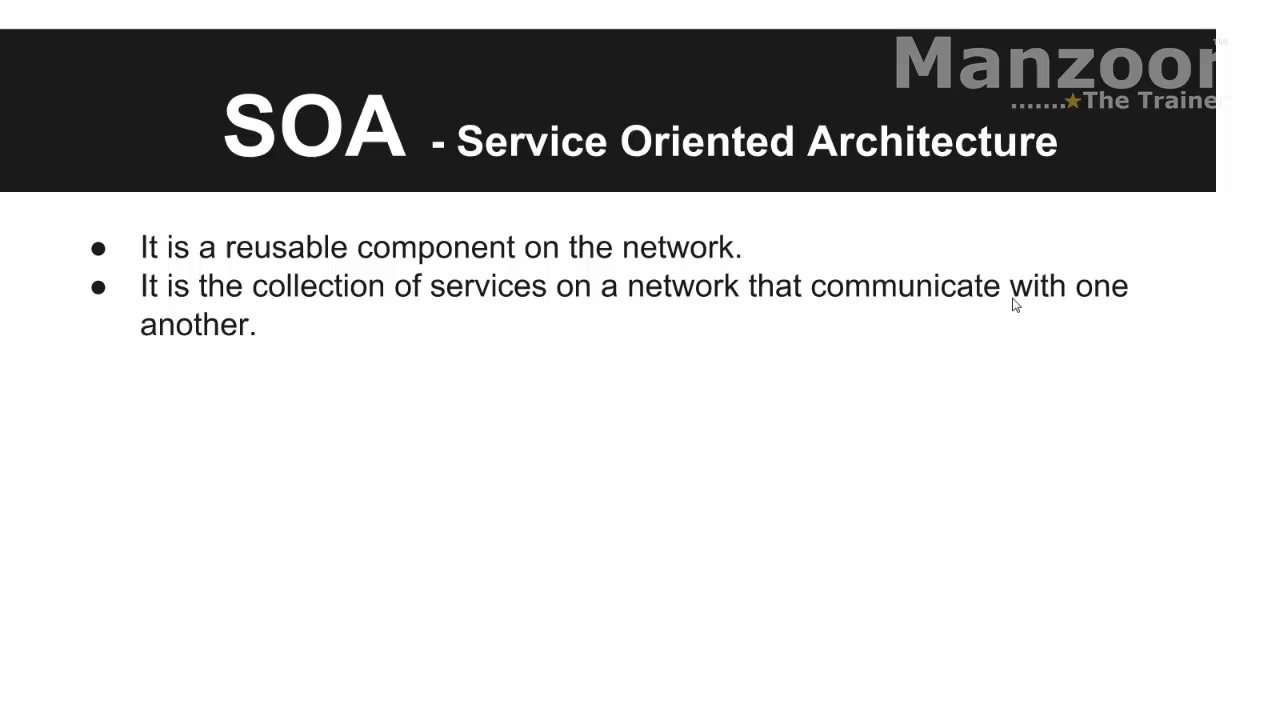 Manzoor
.......★The Trainer
SOA - Service Oriented Architecture
● It is a reusable component on the network.
● It is the collection of services on a network that communicate with one
another.